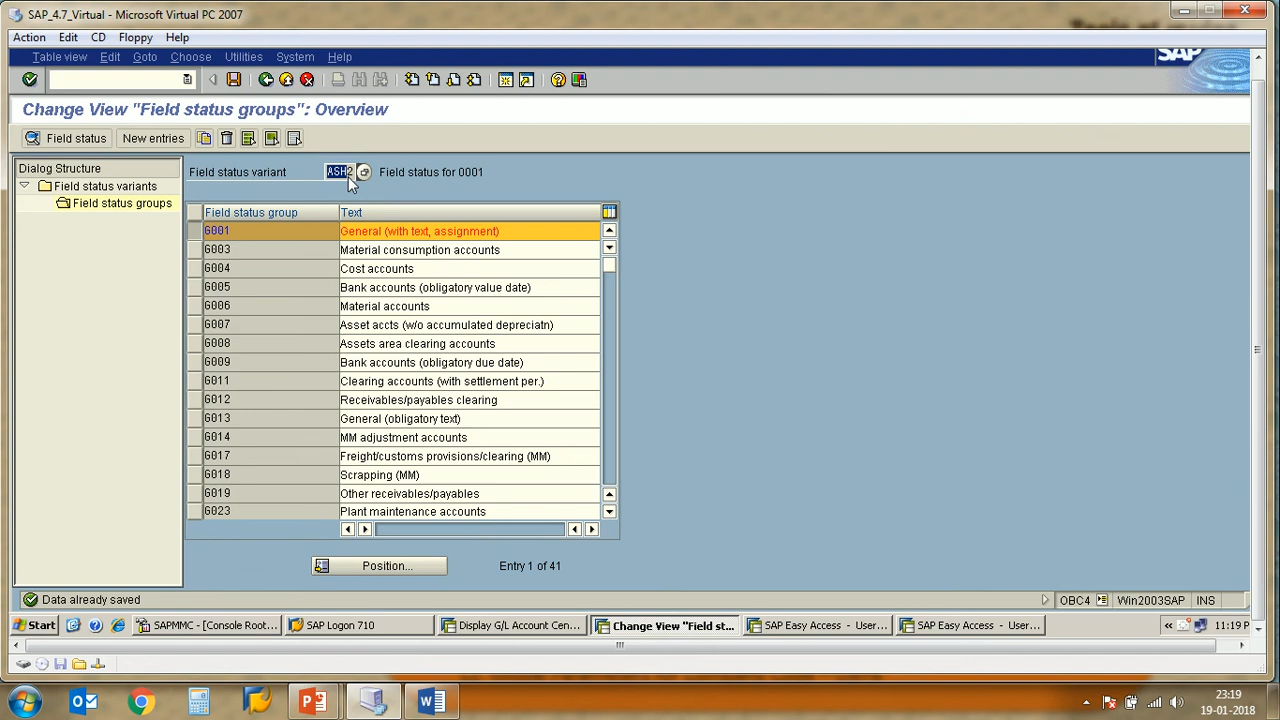 SAP_4.7_Virtual - Microsoft Virtual PC 2007
Action Edit CD Floppy Help
Table view Edit Goto Choose Utilities System Help
SAP
Change View "Field status groups": Overview
Field status New entries
Dialog Structure
Field status variants
Field status groups
Field status variant ASH2 Field status for 0001
Field status group Text
G001 General (with text, assignment)
G003 Material consumption accounts
G004 Cost accounts
G005 Bank accounts (obligatory value date)
G006 Material accounts
G007 Asset accts (w/o accumulated depreciatn)
G008 Assets area clearing accounts
G009 Bank accounts (obligatory due date)
G011 Clearing accounts (with settlement per.)
G012 Receivables/payables clearing
G013 General (obligatory text)
G014 MM adjustment accounts
G017 Freight/customs provisions/clearing (MM)
G018 Scrapping (MM)
G019 Other receivables/payables
G023 Plant maintenance accounts
Position... Entry 1 of 41
Data already saved
OBC4 Win2003SAP INS
Start SAPMMC - [Console Root... SAP Logon 710 Display G/L Account Cen... Change View "Field st... SAP Easy Access - User... SAP Easy Access - User... « 11:19 P
23:19
19-01-2018